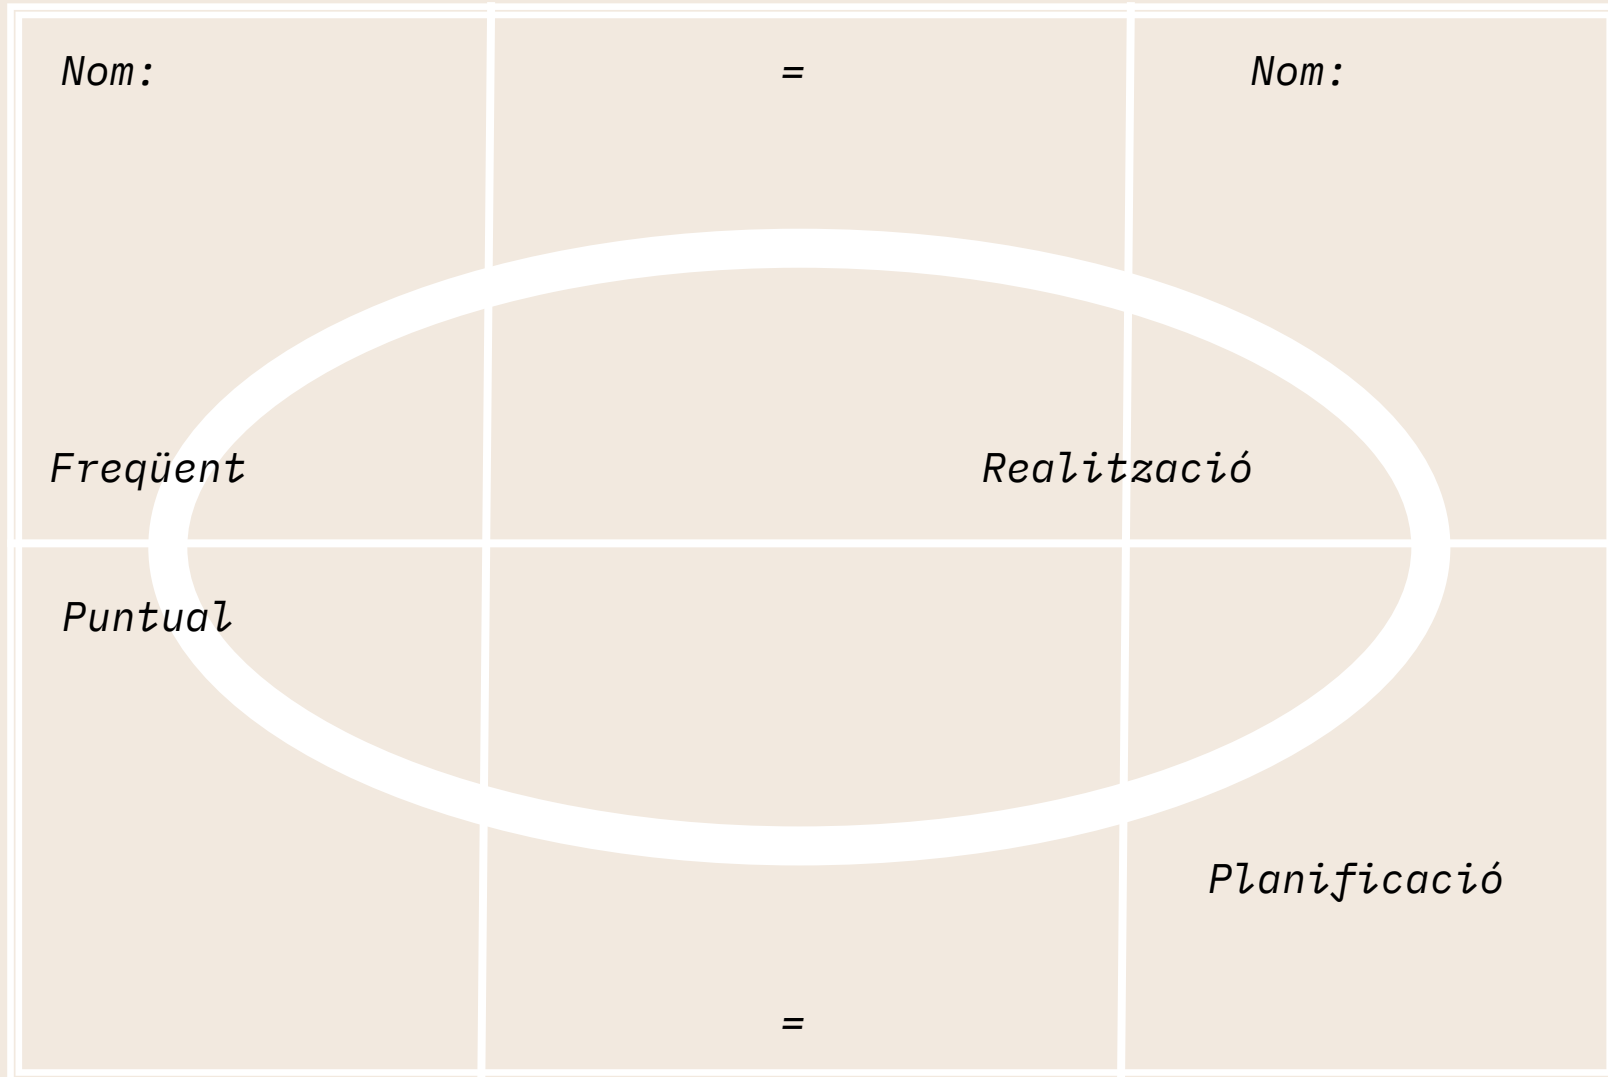 Nom: = Nom:
Freqüent Realització
Puntual
Planificació
=